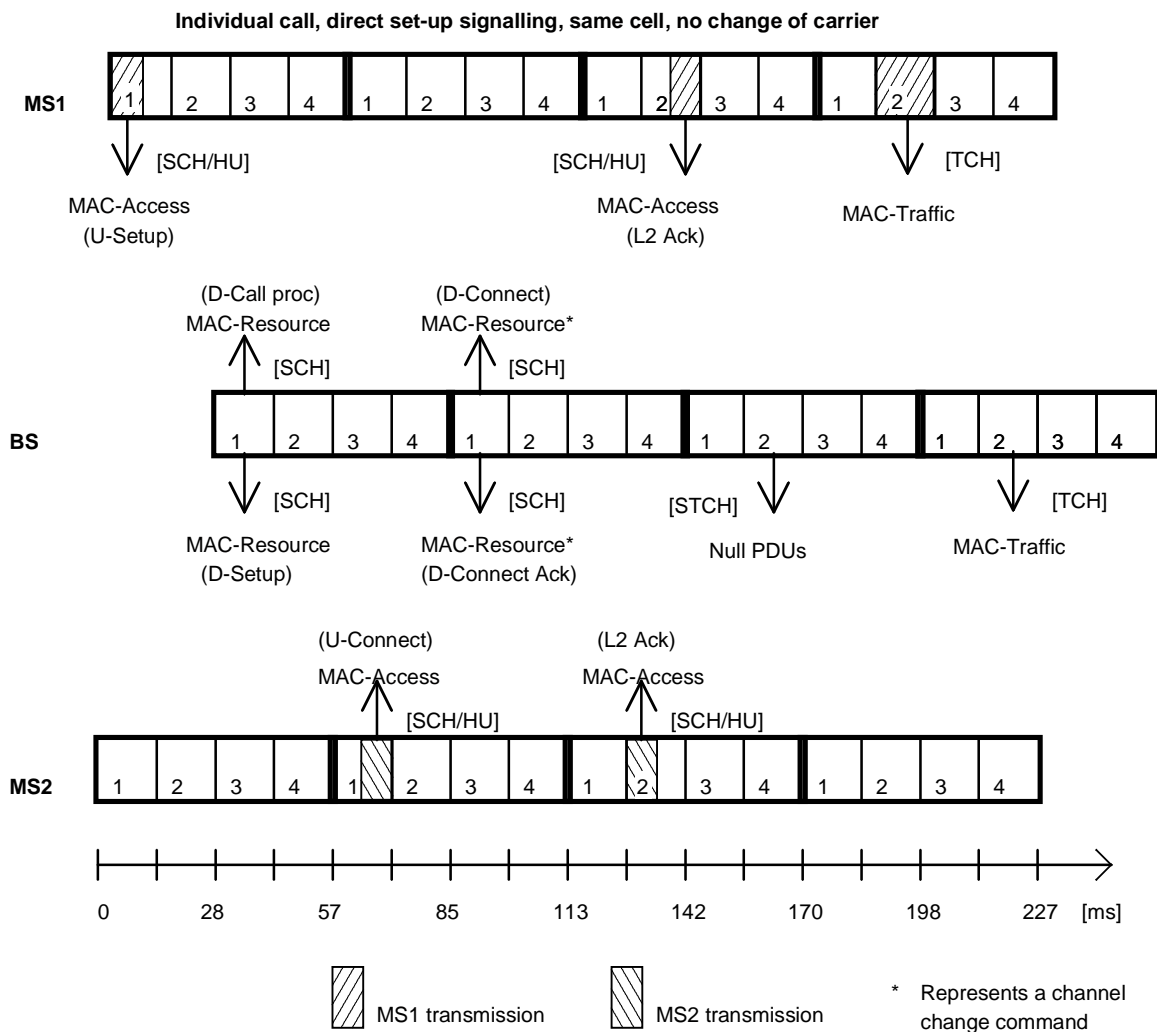 Individual call, direct set-up signalling, same cell, no change of carrier
MS1
1 2 3 4 1 2 3 4 1 2 3 4 1 2 3 4
[SCH/HU] [SCH/HU] [TCH]
MAC-Access MAC-Access MAC-Traffic
(U-Setup) (L2 Ack)
(D-Call proc) (D-Connect)
MAC-Resource MAC-Resource*
[SCH] [SCH]
BS
1 2 3 4 1 2 3 4 1 2 3 4 1 2 3 4
[SCH] [SCH] [STCH] [TCH]
MAC-Resource MAC-Resource* Null PDUs MAC-Traffic
(D-Setup) (D-Connect Ack)
(U-Connect) (L2 Ack)
MAC-Access MAC-Access
[SCH/HU] [SCH/HU]
MS2
1 2 3 4 1 2 3 4 1 2 3 4 1 2 3 4
0 28 57 85 113 142 170 198 227 [ms]
MS1 transmission MS2 transmission * Represents a channel
change command